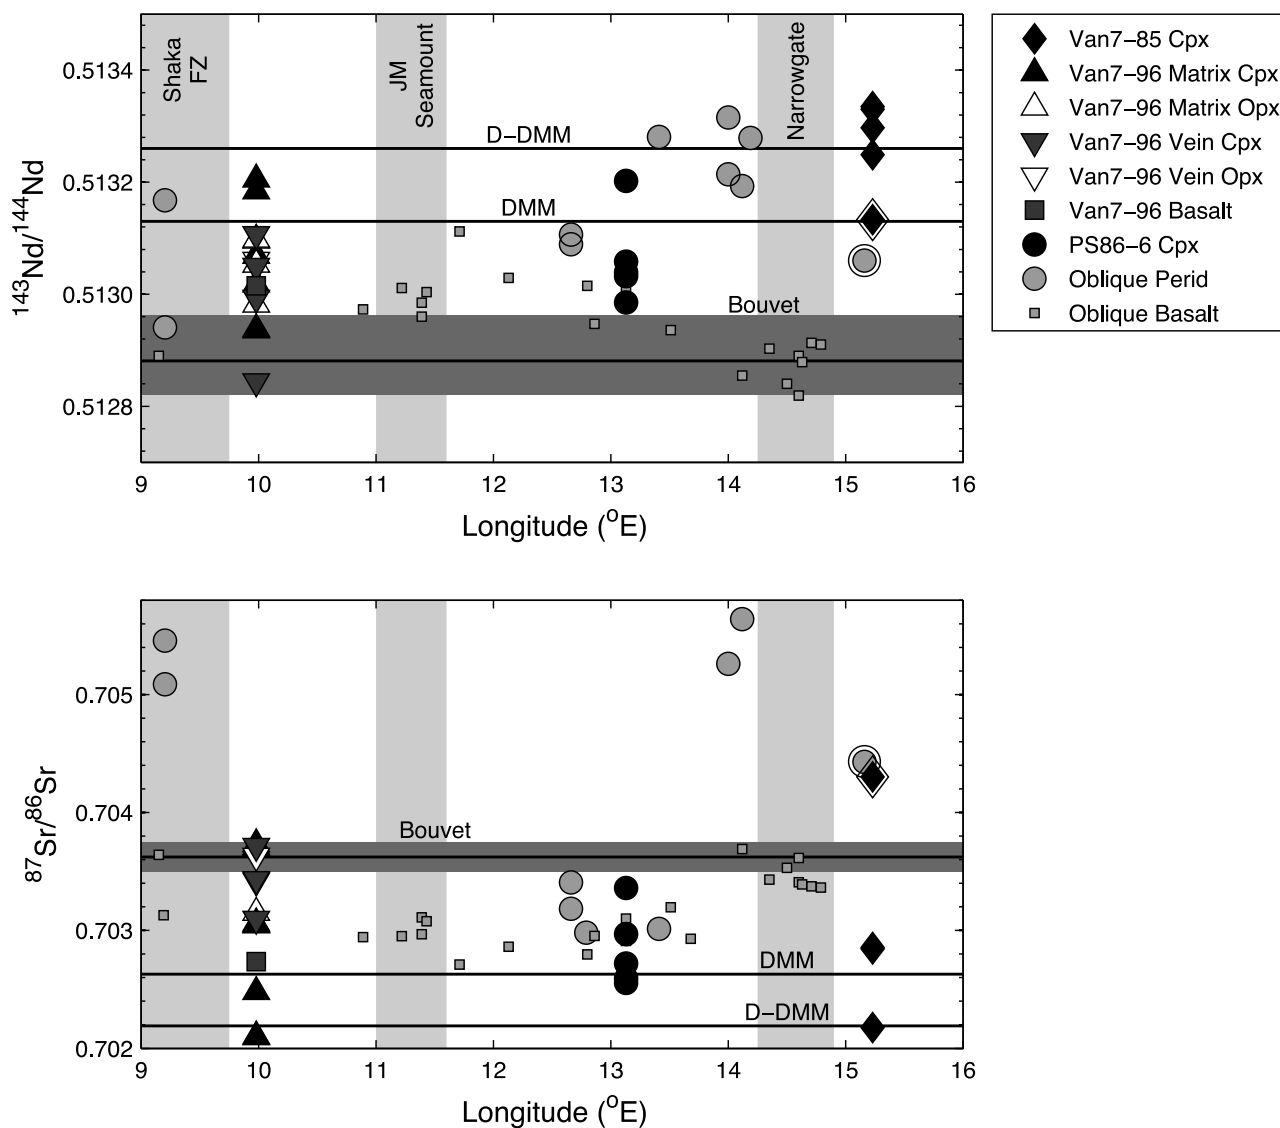 Shaka FZ
JM Seamount
Narrowgate
D-DMM
DMM
Bouvet
0.5134
0.5132
0.5130
0.5128
143Nd/144Nd
9 10 11 12 13 14 15 16
Longitude (oE)
Van7-85 Cpx
Van7-96 Matrix Cpx
Van7-96 Matrix Opx
Van7-96 Vein Cpx
Van7-96 Vein Opx
Van7-96 Basalt
PS86-6 Cpx
Oblique Perid
Oblique Basalt
Bouvet
DMM
D-DMM
0.705
0.704
0.703
0.702
87Sr/86Sr
9 10 11 12 13 14 15 16
Longitude (oE)